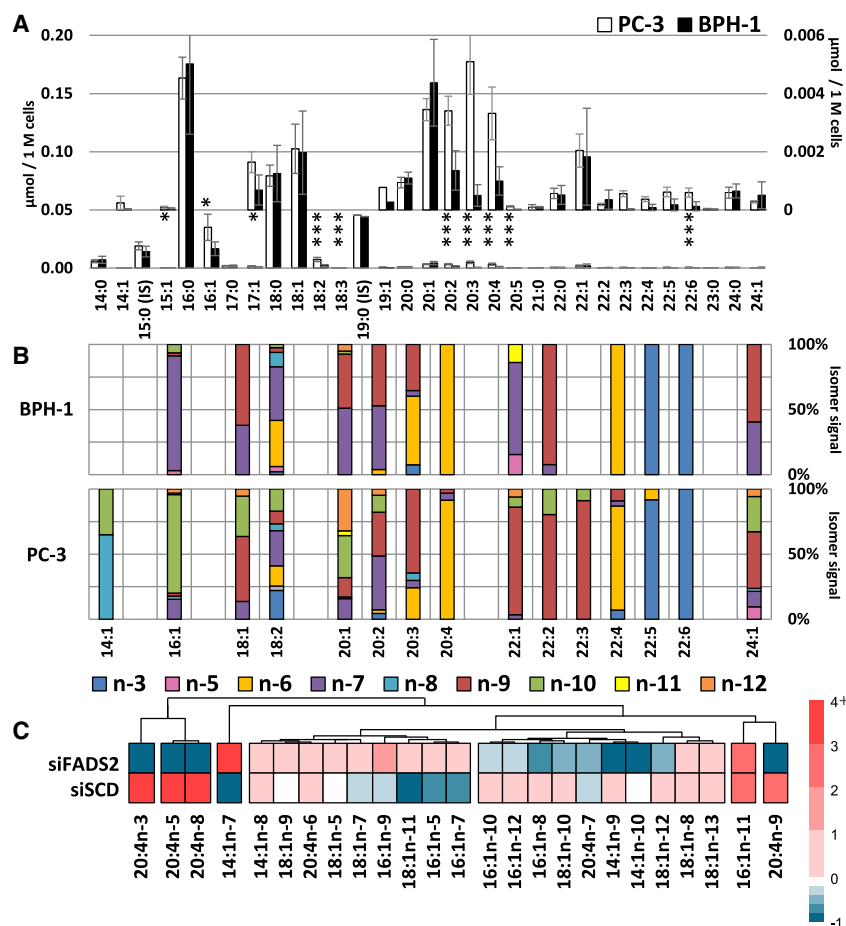 A
PC-3 BPH-1
0.20 0.15 0.10 0.05 0.00
µmol / 1 M cells
0.006 0.004 0.002 0
µmol / 1 M cells
* * * *** *** *** *** *** *** ***
14:0 14:1 15:0 (IS) 15:1 16:0 16:1 17:0 17:1 18:0 18:1 18:2 18:3 19:0 (IS) 19:1 20:0 20:1 20:2 20:3 20:4 20:5 21:0 22:0 22:1 22:2 22:3 22:4 22:5 22:6 23:0 24:0 24:1
B
BPH-1
100% 50% 0%
Isomer signal
PC-3
100% 50% 0%
Isomer signal
14:1 16:1 18:1 18:2 20:1 20:2 20:3 20:4 22:1 22:2 22:3 22:4 22:5 22:6 24:1
n-3 n-5 n-6 n-7 n-8 n-9 n-10 n-11 n-12
C
siFADS2
siSCD
20:4n-3 20:4n-5 20:4n-8 14:1n-7 14:1n-8 18:1n-9 20:4n-6 18:1n-5 18:1n-7 16:1n-9 18:1n-11 16:1n-5 16:1n-7 16:1n-10 16:1n-12 16:1n-8 18:1n-10 20:4n-7 14:1n-9 14:1n-10 18:1n-12 18:1n-8 18:1n-13 16:1n-11 20:4n-9
4+
3
2
1
0
-1